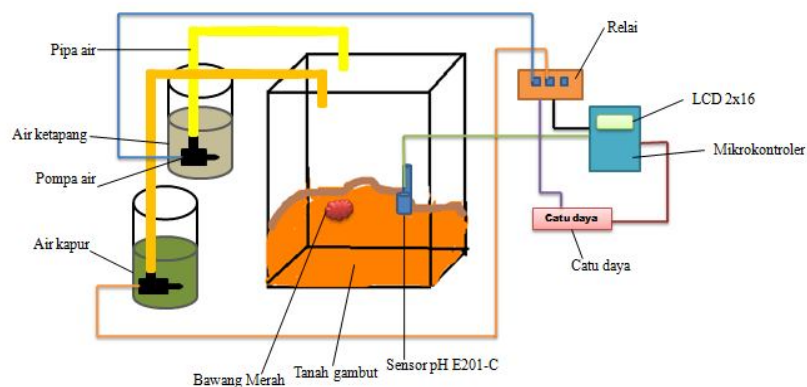 Pipa air
Relai
LCD 2x16
Air ketapang
Mikrokontroler
Pompa air
Catu daya
Air kapur
Catu daya
Bawang Merah
Tanah gambut
Sensor pH E201-C